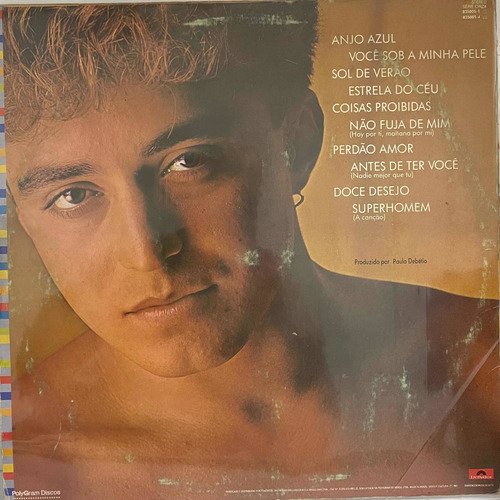 ANJO AZUL
VOCÊ SOB A MINHA PELE
SOL DE VERÃO
ESTRELA DO CÉU
COISAS PROIBIDAS
NÃO FUJA DE MIM
(Hoy por ti, mañana por mi)
PERDÃO AMOR
ANTES DE TER VOCÊ
(Nadie mejor que tu)
DOCE DESEJO
SUPERHOMEM
(A canção)
Produzido por Paulo Debétio
PolyGram Discos